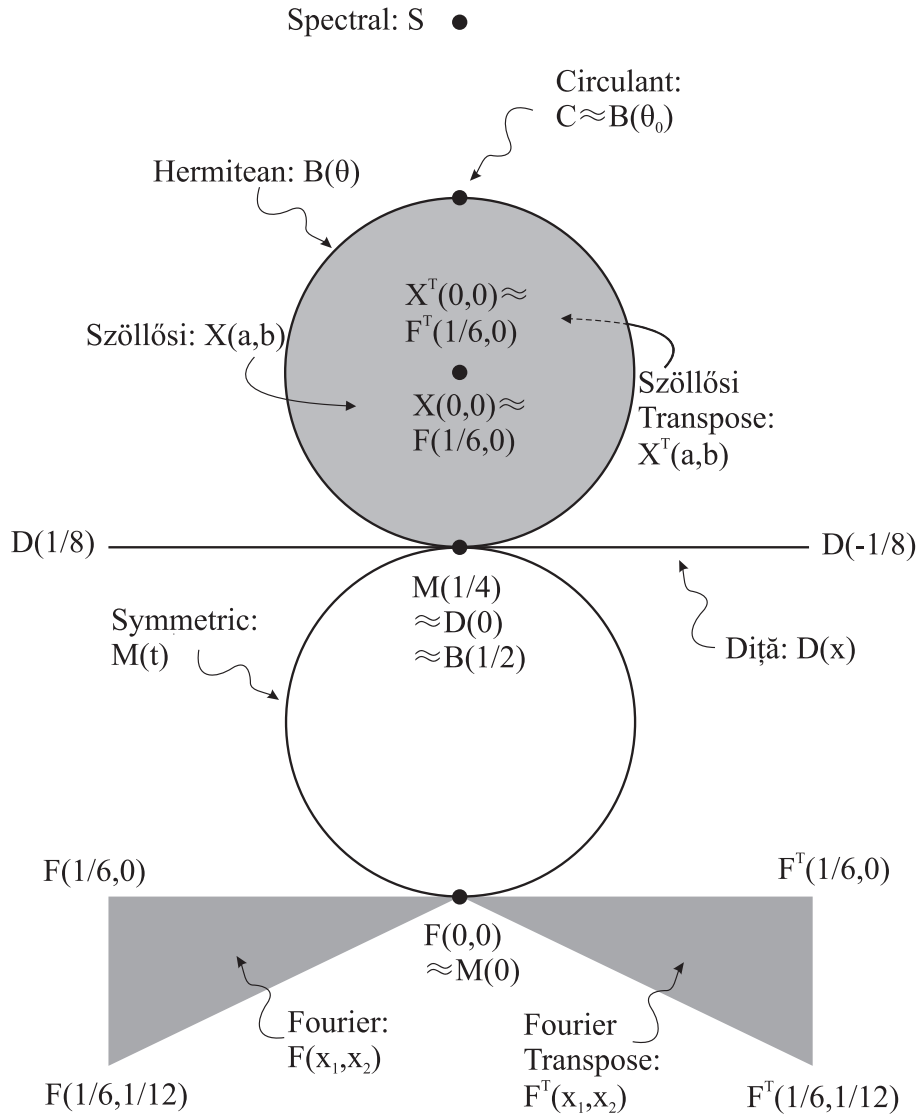 Spectral: S
Circulant:
C≈B(θ₀)
Hermitean: B(θ)
Xᵀ(0,0)≈
Fᵀ(1/6,0)
Szöllősi: X(a,b)
X(0,0)≈
F(1/6,0)
Szöllősi
Transpose:
Xᵀ(a,b)
D(1/8)
D(-1/8)
M(1/4)
≈D(0)
≈B(1/2)
Symmetric:
M(t)
Diţă: D(x)
F(1/6,0)
Fᵀ(1/6,0)
F(0,0)
≈M(0)
Fourier:
F(x₁,x₂)
Fourier
Transpose:
Fᵀ(x₁,x₂)
F(1/6,1/12)
Fᵀ(1/6,1/12)